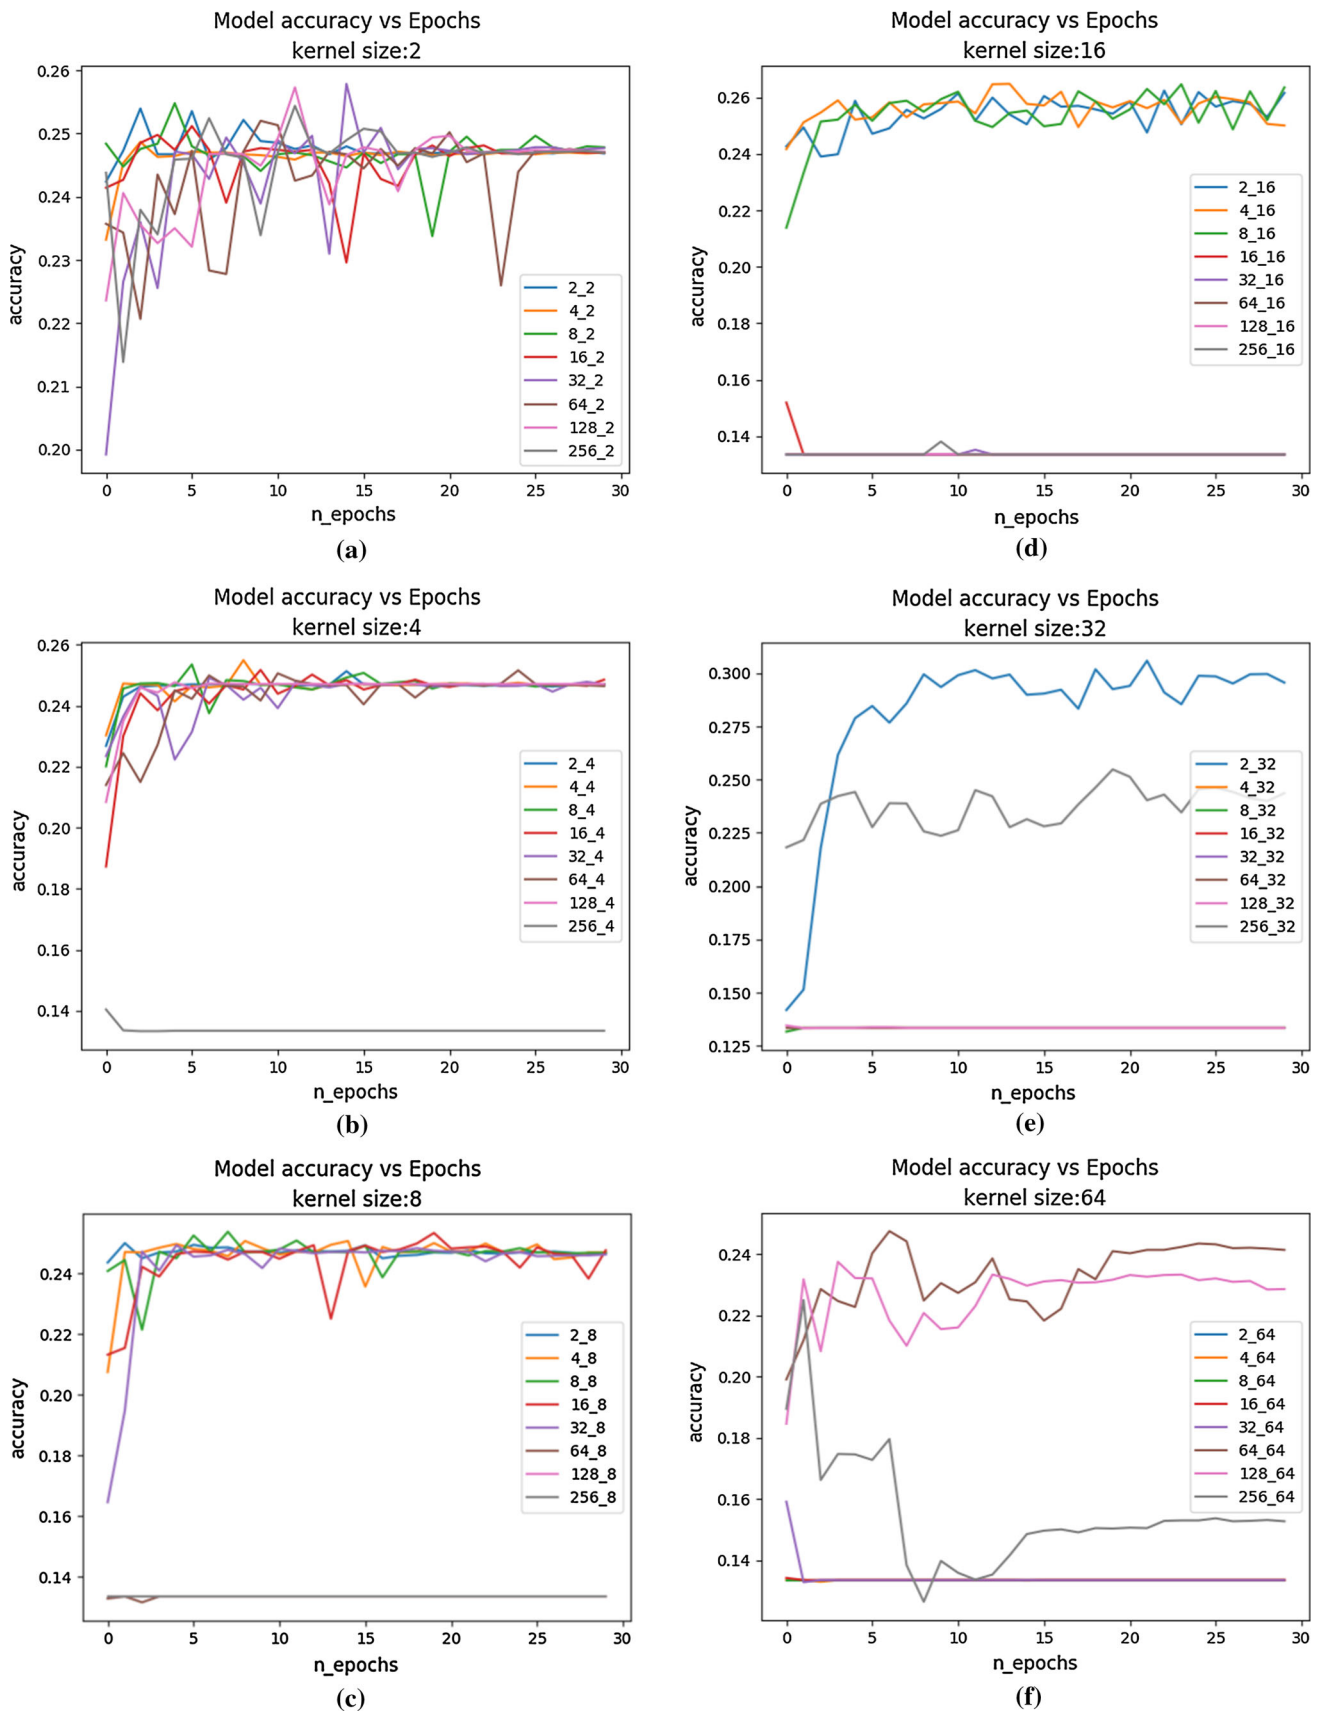 Model accuracy vs Epochs
kernel size:2
0.26
0.25
0.24
0.23
0.22
0.21
0.20
accuracy
2_2
4_2
8_2
16_2
32_2
64_2
128_2
256_2
0 5 10 15 20 25 30
n_epochs
(a)
Model accuracy vs Epochs
kernel size:16
0.26
0.24
0.22
0.20
0.18
0.16
0.14
accuracy
2_16
4_16
8_16
16_16
32_16
64_16
128_16
256_16
0 5 10 15 20 25 30
n_epochs
(d)
Model accuracy vs Epochs
kernel size:4
0.26
0.24
0.22
0.20
0.18
0.16
0.14
accuracy
2_4
4_4
8_4
16_4
32_4
64_4
128_4
256_4
0 5 10 15 20 25 30
n_epochs
(b)
Model accuracy vs Epochs
kernel size:32
0.300
0.275
0.250
0.225
0.200
0.175
0.150
0.125
accuracy
2_32
4_32
8_32
16_32
32_32
64_32
128_32
256_32
0 5 10 15 20 25 30
n_epochs
(e)
Model accuracy vs Epochs
kernel size:8
0.24
0.22
0.20
0.18
0.16
0.14
accuracy
2_8
4_8
8_8
16_8
32_8
64_8
128_8
256_8
0 5 10 15 20 25 30
n_epochs
(c)
Model accuracy vs Epochs
kernel size:64
0.24
0.22
0.20
0.18
0.16
0.14
accuracy
2_64
4_64
8_64
16_64
32_64
64_64
128_64
256_64
0 5 10 15 20 25 30
n_epochs
(f)